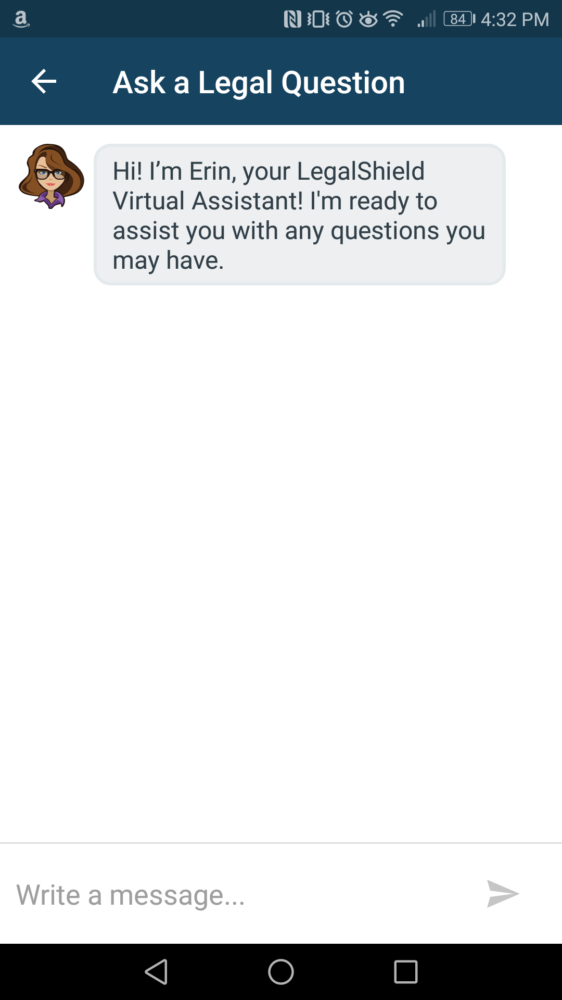 a
84 4:32 PM
Ask a Legal Question
Hi! I’m Erin, your LegalShield
Virtual Assistant! I'm ready to
assist you with any questions you
may have.
Write a message...